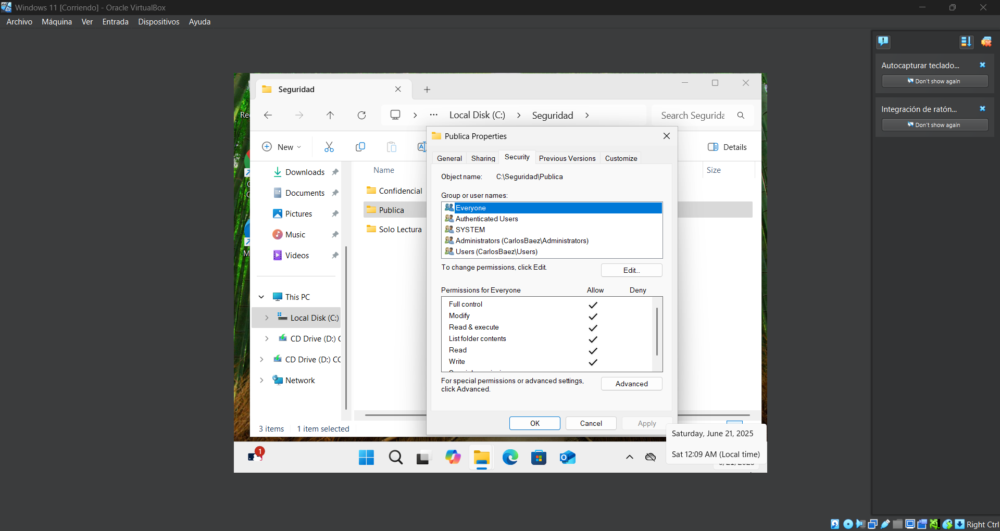 Windows 11 [Corriendo] - Oracle VirtualBox
Archivo Máquina Ver Entrada Dispositivos Ayuda
Autocapturar teclado...
Don't show again
Integración de ratón...
Don't show again
Seguridad
Local Disk (C:) > Seguridad >
Search Segurida
New
Details
Downloads
Documents
Pictures
Music
Videos
This PC
Local Disk (C:)
CD Drive (D:) C
CD Drive (D:) CC
Network
Name
Size
Confidencial
Publica
Solo Lectura
3 items 1 item selected
Publica Properties
General Sharing Security Previous Versions Customize
Object name: C:\Seguridad\Publica
Group or user names:
Everyone
Authenticated Users
SYSTEM
Administrators (CarlosBaez\Administrators)
Users (CarlosBaez\Users)
To change permissions, click Edit.
Edit...
Permissions for Everyone Allow Deny
Full control
Modify
Read & execute
List folder contents
Read
Write
For special permissions or advanced settings,
click Advanced.
Advanced
OK Cancel Apply
Saturday, June 21, 2025
Sat 12:09 AM (Local time)
1
Right Ctrl